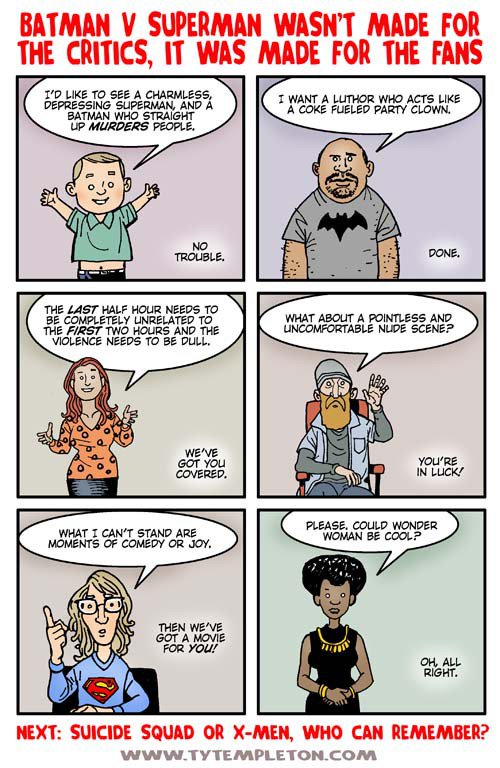 BATMAN V SUPERMAN WASN'T MADE FOR
THE CRITICS, IT WAS MADE FOR THE FANS
I'D LIKE TO SEE A CHARMLESS,
DEPRESSING SUPERMAN, AND A
BATMAN WHO STRAIGHT
UP MURDERS PEOPLE.
NO
TROUBLE.
I WANT A LUTHOR WHO ACTS LIKE
A COKE FUELED PARTY CLOWN.
DONE.
THE LAST HALF HOUR NEEDS TO
BE COMPLETELY UNRELATED TO
THE FIRST TWO HOURS AND THE
VIOLENCE NEEDS TO BE DULL.
WE'VE
GOT YOU
COVERED.
WHAT ABOUT A POINTLESS AND
UNCOMFORTABLE NUDE SCENE?
YOU'RE
IN LUCK!
WHAT I CAN'T STAND ARE
MOMENTS OF COMEDY OR JOY.
THEN WE'VE
GOT A MOVIE
FOR YOU!
PLEASE. COULD WONDER
WOMAN BE COOL?
OH, ALL
RIGHT.
NEXT: SUICIDE SQUAD OR X-MEN, WHO CAN REMEMBER?
WWW.TYTEMPLETON.COM